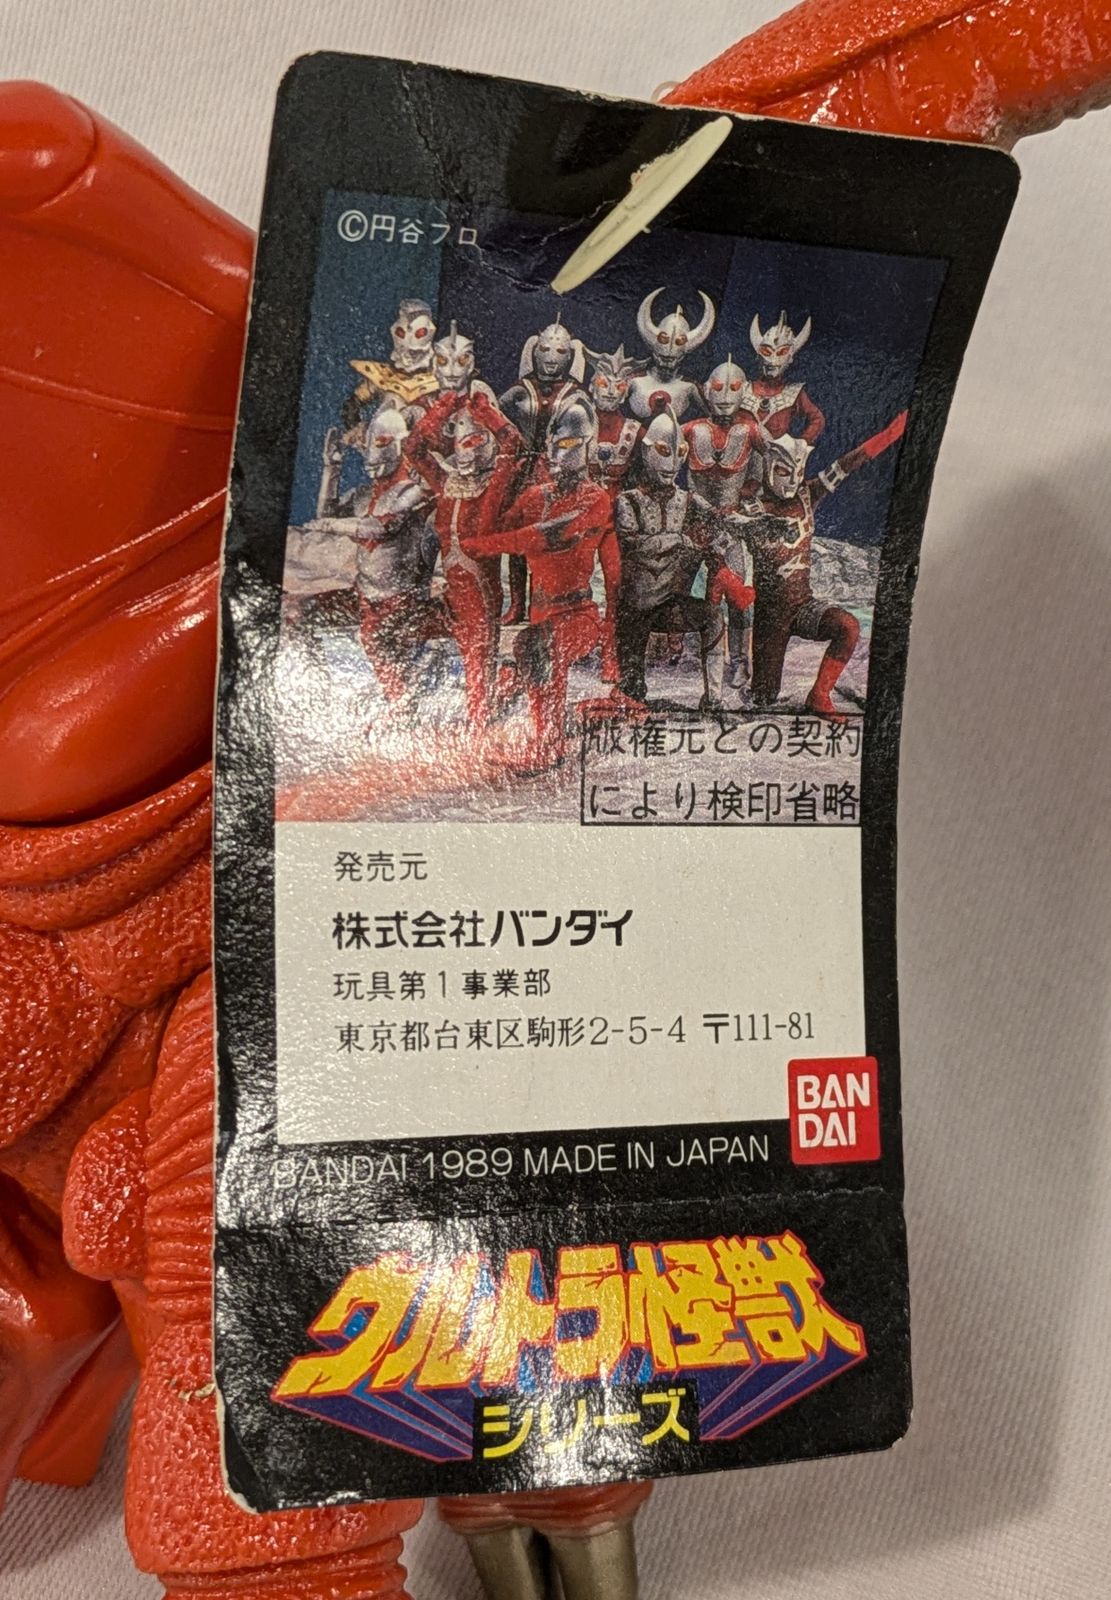 ©円谷プロ
版権元との契約
により検印省略
発売元
株式会社バンダイ
玩具第1事業部
東京都台東区駒形2-5-4 〒111-81
BAN
DAI
BANDAI 1989 MADE IN JAPAN
ウルトラ怪獣
シリーズ